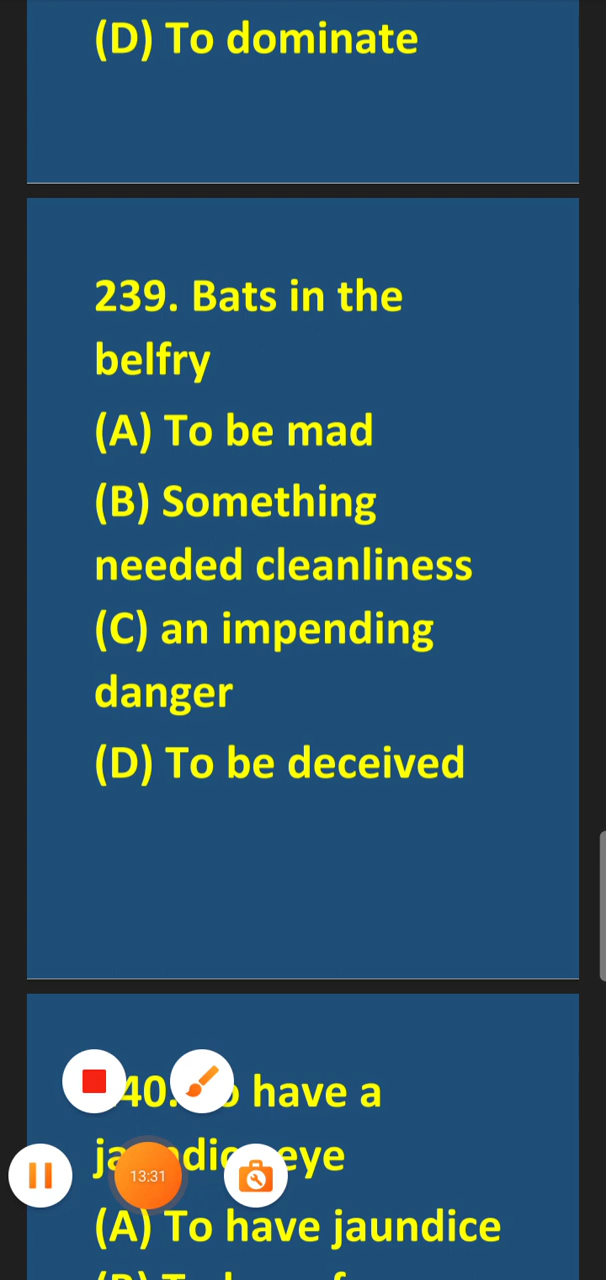 (D) To dominate
239. Bats in the
belfry
(A) To be mad
(B) Something
needed cleanliness
(C) an impending
danger
(D) To be deceived
have a
eye
13:31
(A) To have jaundice